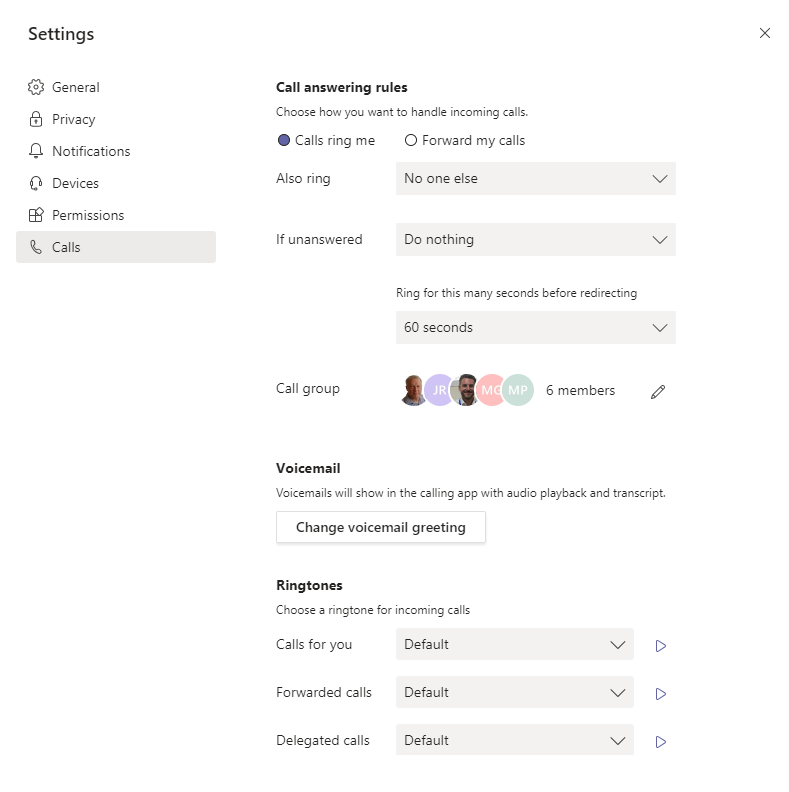 Settings
General
Privacy
Notifications
Devices
Permissions
Calls
Call answering rules
Choose how you want to handle incoming calls.
Calls ring me Forward my calls
Also ring No one else
If unanswered Do nothing
Ring for this many seconds before redirecting
60 seconds
Call group JR MG MP 6 members
Voicemail
Voicemails will show in the calling app with audio playback and transcript.
Change voicemail greeting
Ringtones
Choose a ringtone for incoming calls
Calls for you Default
Forwarded calls Default
Delegated calls Default